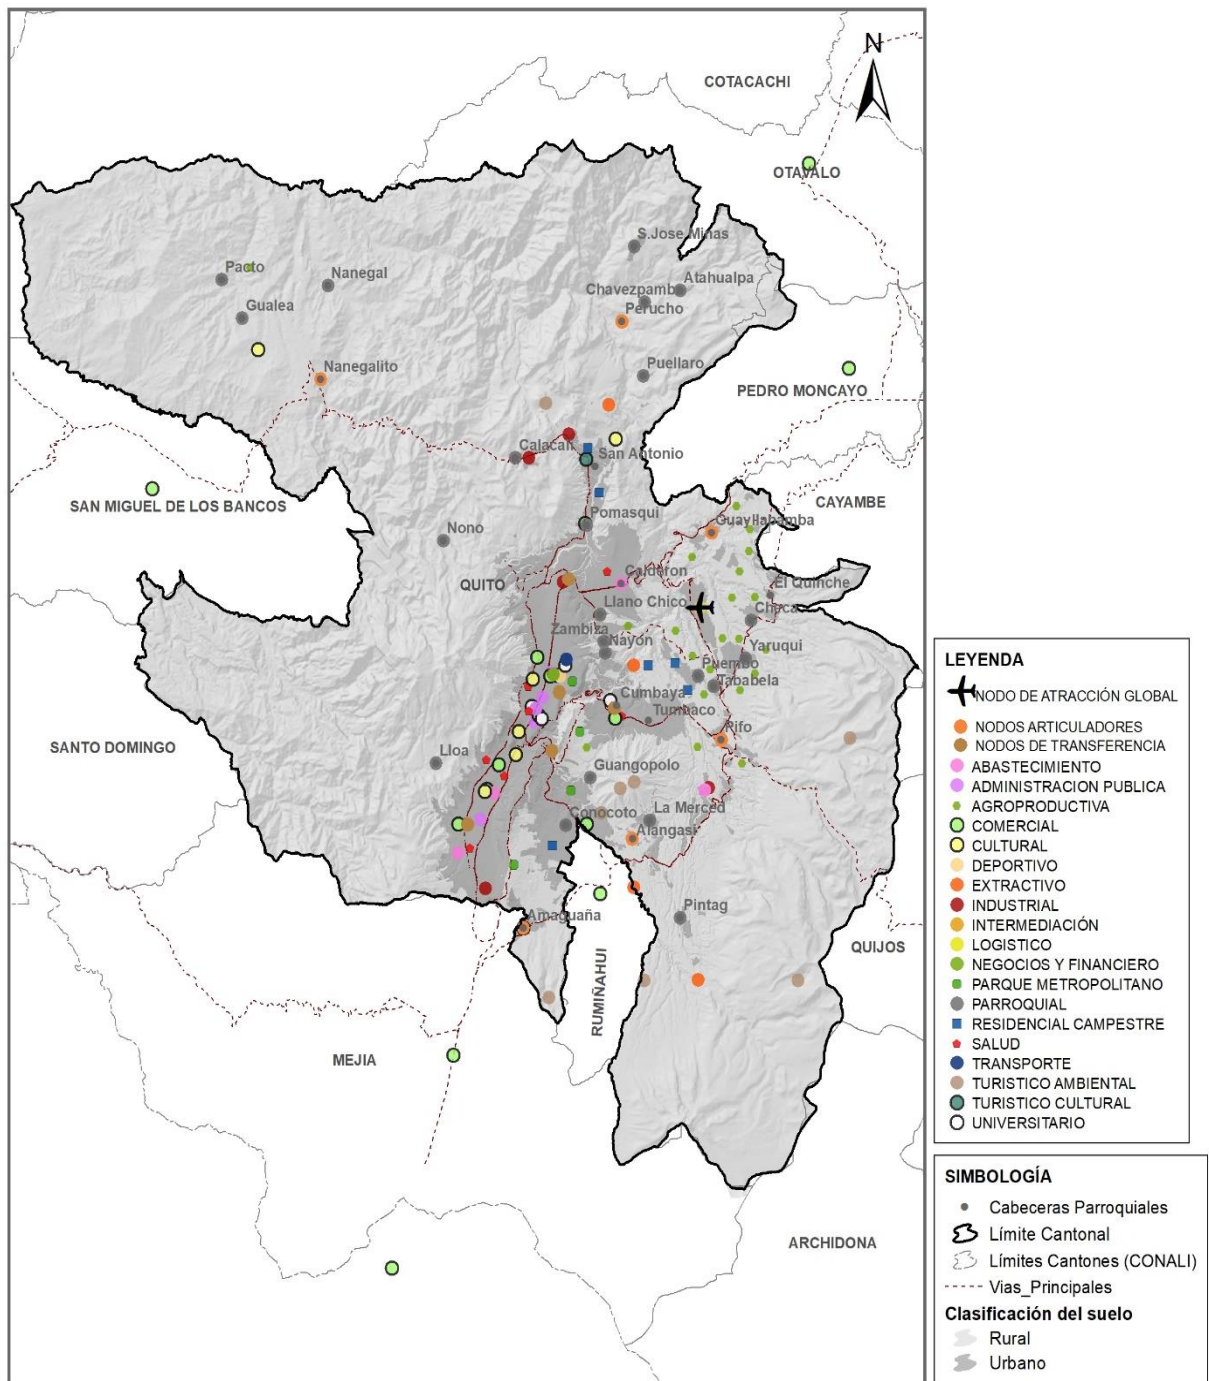 N
COTACACHI
OTAVALO
S.Jose Minas
Pacto
Nanegal
Atahualpa
Chavezpamba
Gualea
Perucho
Nanegalito
Puellaro
PEDRO MONCAYO
Calacali
San Antonio
SAN MIGUEL DE LOS BANCOS
CAYAMBE
Pomasqui
Guayllabamba
Nono
QUITO
Calderon
El Quinche
Llano Chico
Checa
Zambiza
Nayon
Yaruqui
Puembo
Tababela
Cumbaya
Tumbaco
Pifo
SANTO DOMINGO
Lloa
Guangopolo
La Merced
Conocoto
Alangasi
Amaguaña
Pintag
QUIJOS
RUMIÑAHUI
MEJIA
ARCHIDONA
LEYENDA
NODO DE ATRACCIÓN GLOBAL
NODOS ARTICULADORES
NODOS DE TRANSFERENCIA
ABASTECIMIENTO
ADMINISTRACION PUBLICA
AGROPRODUCTIVA
COMERCIAL
CULTURAL
DEPORTIVO
EXTRACTIVO
INDUSTRIAL
INTERMEDIACIÓN
LOGISTICO
NEGOCIOS Y FINANCIERO
PARQUE METROPOLITANO
PARROQUIAL
RESIDENCIAL CAMPESTRE
SALUD
TRANSPORTE
TURISTICO AMBIENTAL
TURISTICO CULTURAL
UNIVERSITARIO
SIMBOLOGÍA
Cabeceras Parroquiales
Límite Cantonal
Límites Cantones (CONALI)
Vias_Principales
Clasificación del suelo
Rural
Urbano